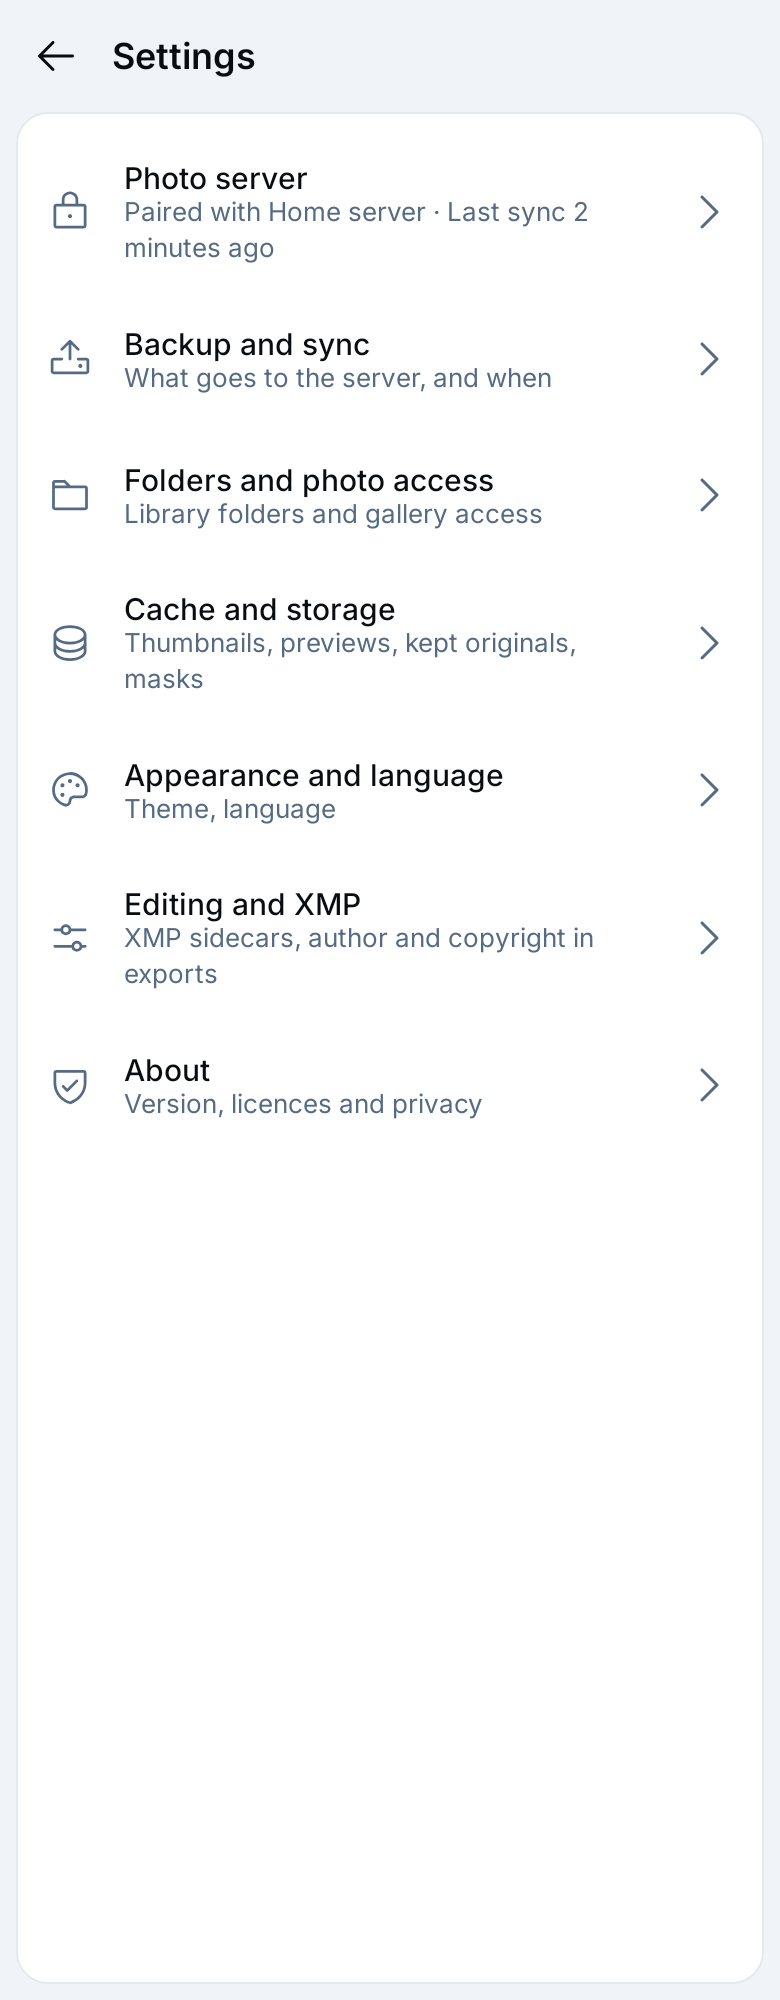 Settings
Photo server
Paired with Home server · Last sync 2
minutes ago
Backup and sync
What goes to the server, and when
Folders and photo access
Library folders and gallery access
Cache and storage
Thumbnails, previews, kept originals,
masks
Appearance and language
Theme, language
Editing and XMP
XMP sidecars, author and copyright in
exports
About
Version, licences and privacy